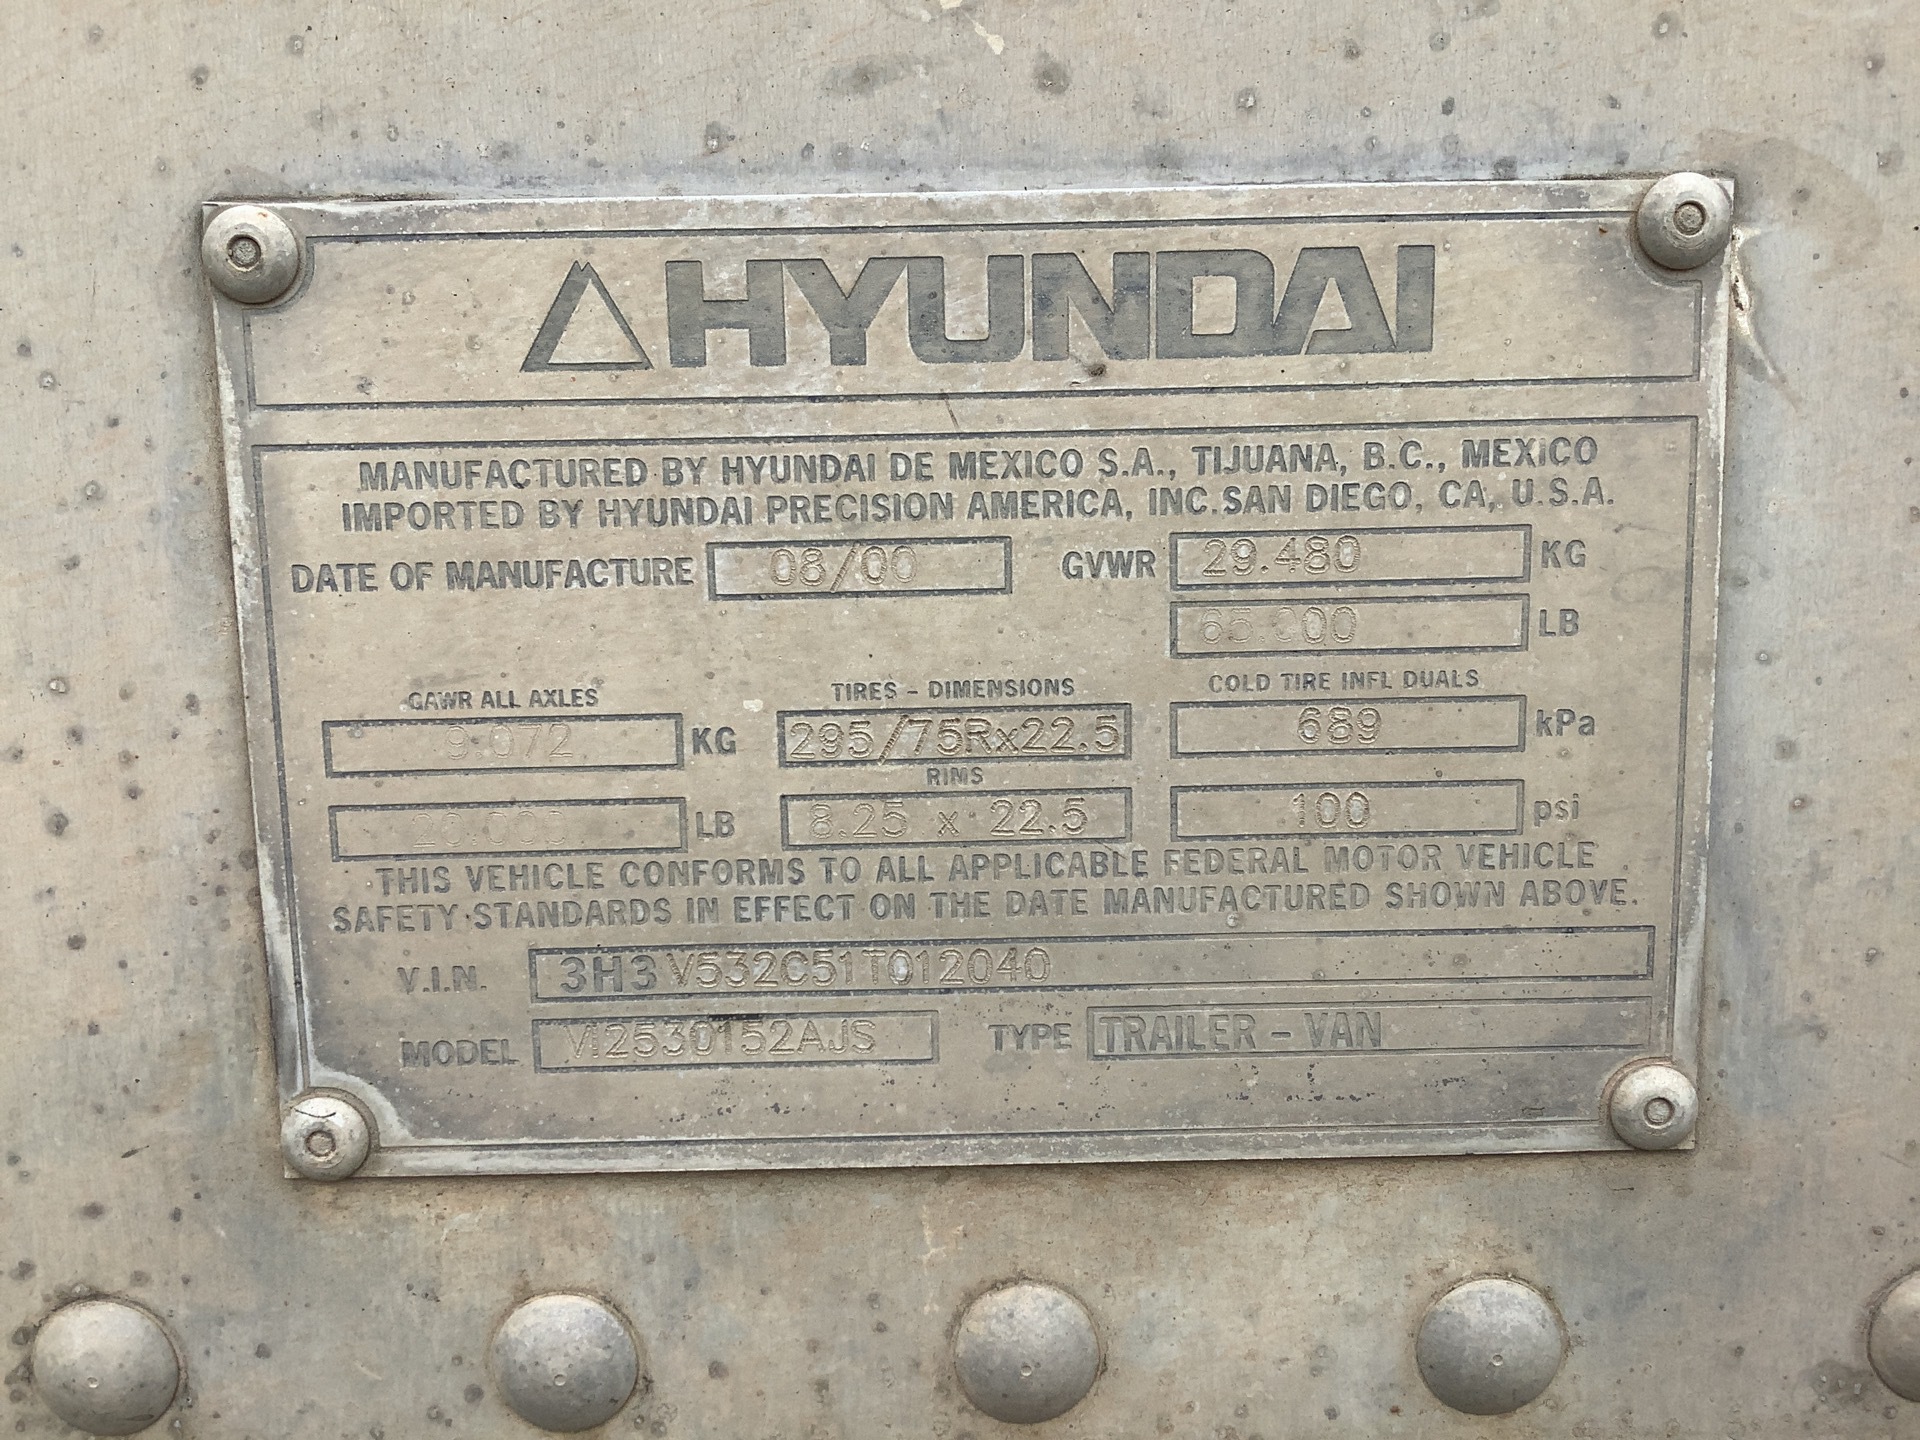 HYUNDAI
MANUFACTURED BY HYUNDAI DE MEXICO S.A., TIJUANA, B.C., MEXICO
IMPORTED BY HYUNDAI PRECISION AMERICA, INC. SAN DIEGO, CA, U.S.A.
DATE OF MANUFACTURE 08/00 GVWR 29.480 KG
65.000 LB
GAWR ALL AXLES TIRES - DIMENSIONS COLD TIRE INFL DUALS
9.072 KG 295/75Rx22.5 689 kPa
RIMS
20.000 LB 8.25 x 22.5 100 psi
THIS VEHICLE CONFORMS TO ALL APPLICABLE FEDERAL MOTOR VEHICLE
SAFETY STANDARDS IN EFFECT ON THE DATE MANUFACTURED SHOWN ABOVE.
V.I.N. 3H3V532C51T012040
MODEL VI2530152AJS TYPE TRAILER - VAN